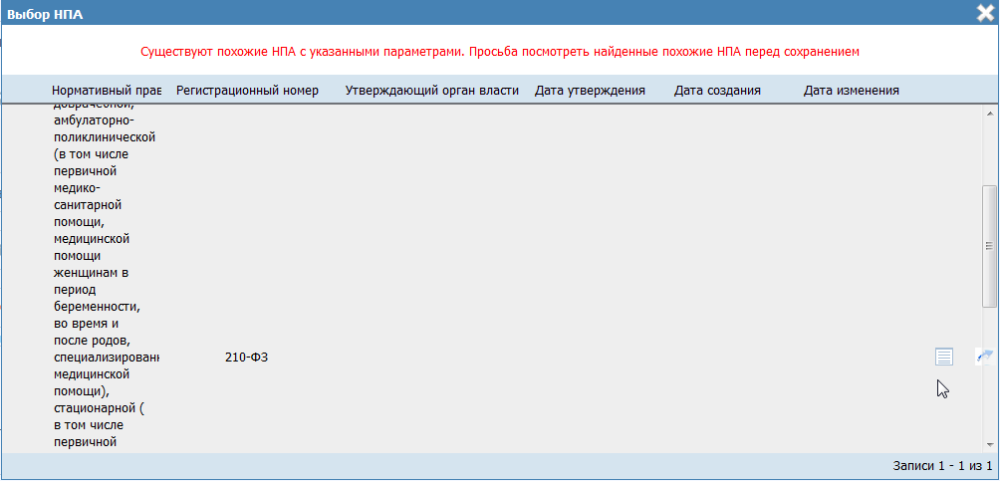 Выбор НПА
Существуют похожие НПА с указанными параметрами. Просьба посмотреть найденные похожие НПА перед сохранением
Нормативный прав Регистрационный номер Утверждающий орган власти Дата утверждения Дата создания Дата изменения
доврачебной,
амбулаторно-
поликлинической
(в том числе
первичной
медико-
санитарной
помощи,
медицинской
помощи
женщинам в
период
беременности,
во время и
после родов,
специализированн 210-ФЗ
медицинской
помощи),
стационарной (
в том числе
первичной
Записи 1 - 1 из 1